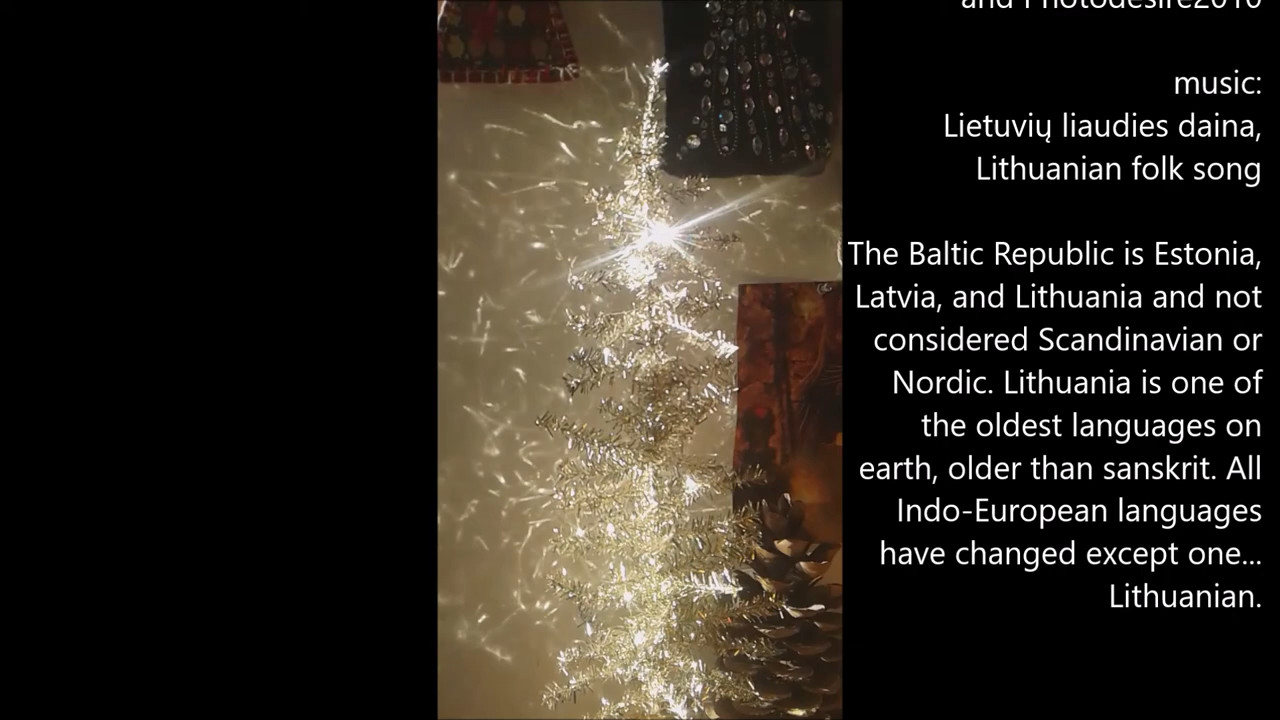 and Photodesire2010
music:
Lietuvių liaudies daina,
Lithuanian folk song
The Baltic Republic is Estonia,
Latvia, and Lithuania and not
considered Scandinavian or
Nordic. Lithuania is one of
the oldest languages on
earth, older than sanskrit. All
Indo-European languages
have changed except one...
Lithuanian.